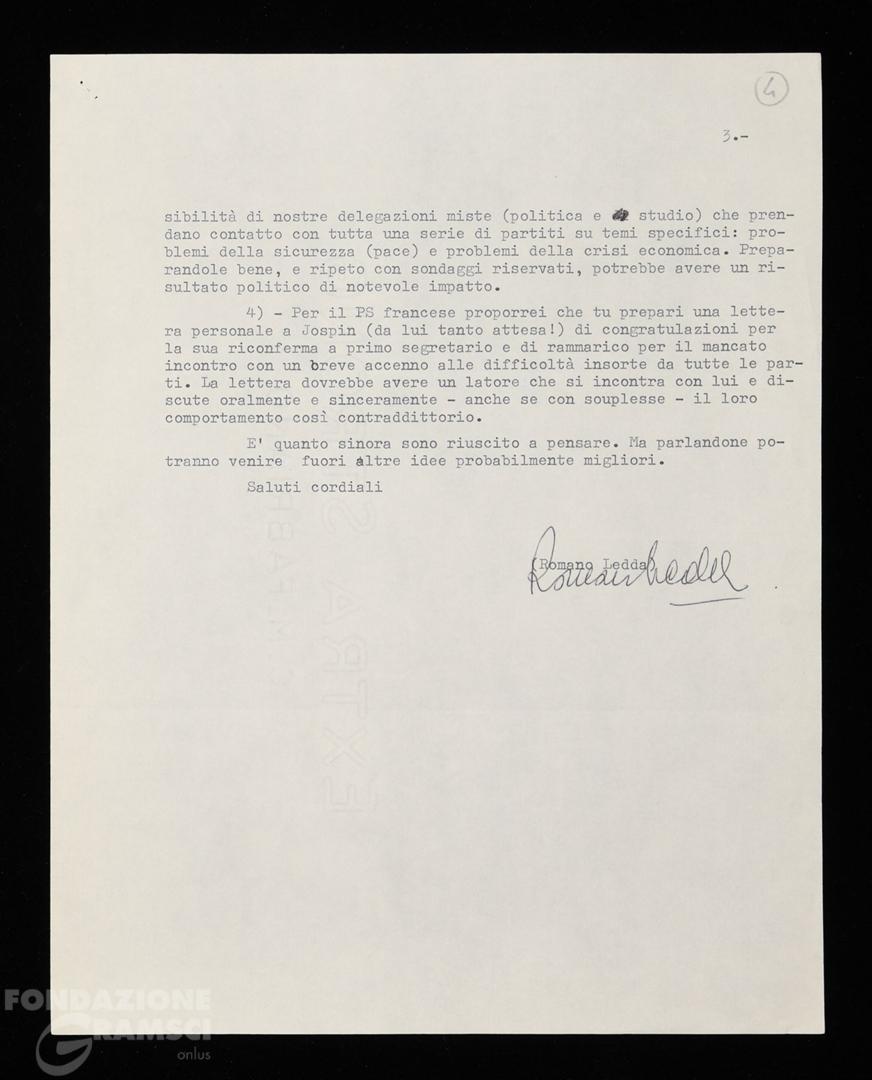 4
3.-
sibilità di nostre delegazioni miste (politica e studio) che pren-
dano contatto con tutta una serie di partiti su temi specifici: pro-
blemi della sicurezza (pace) e problemi della crisi economica. Prepa-
randole bene, e ripeto con sondaggi riservati, potrebbe avere un ri-
sultato politico di notevole impatto.
4) - Per il PS francese proporrei che tu prepari una lette-
ra personale a Jospin (da lui tanto attesa!) di congratulazioni per
la sua riconferma a primo segretario e di rammarico per il mancato
incontro con un breve accenno alle difficoltà insorte da tutte le par-
ti. La lettera dovrebbe avere un latore che si incontra con lui e di-
scute oralmente e sinceramente - anche se con souplesse - il loro
comportamento così contraddittorio.
E' quanto sinora sono riuscito a pensare. Ma parlandone po-
tranno venire fuori altre idee probabilmente migliori.
Saluti cordiali
(Romano Ledda)
Romano Ledda
EXTRA S
FONDAZIONE
GRAMSCI
onlus